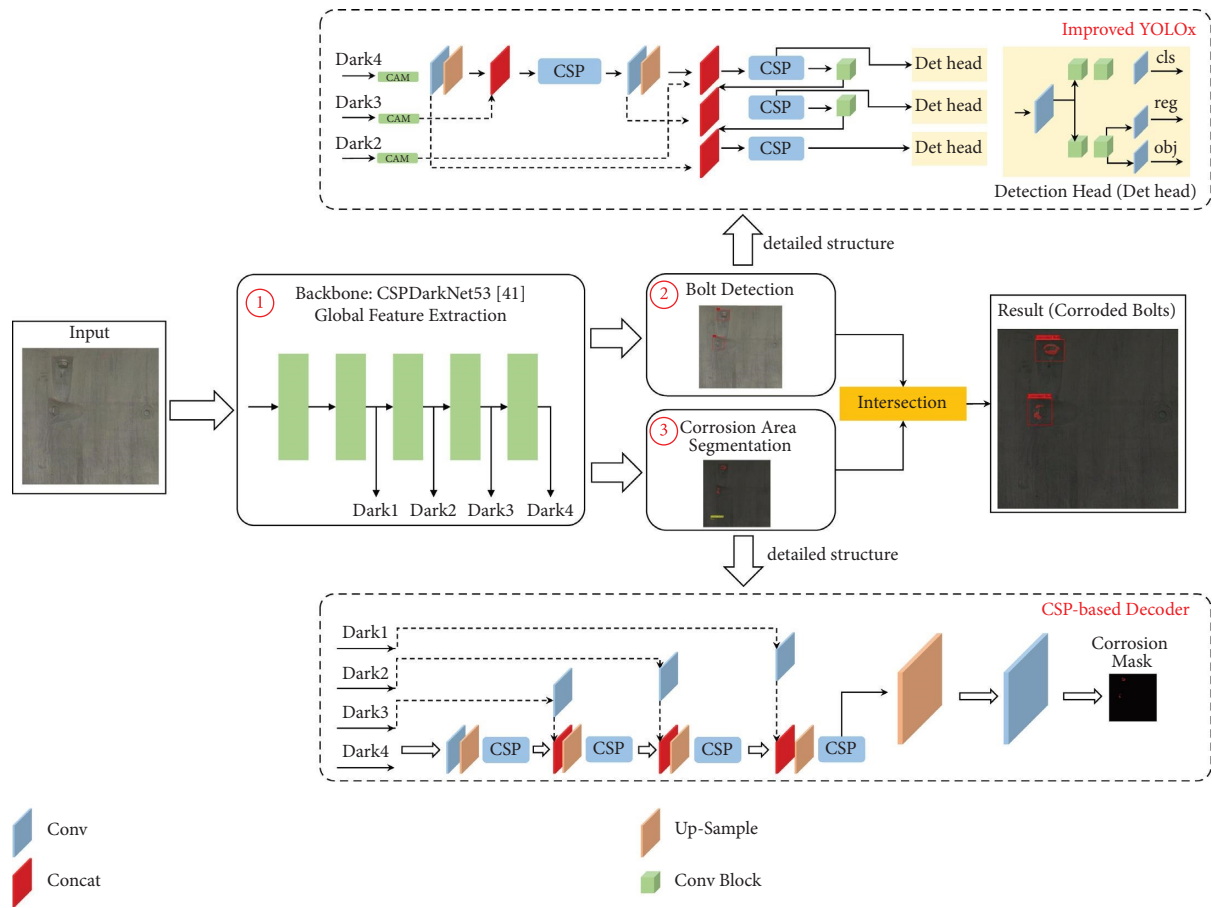 Improved YOLOx
Dark4
CAM
Dark3
CAM
Dark2
CAM
CSP
CSP
Det head
CSP
Det head
CSP
Det head
cls
reg
obj
Detection Head (Det head)
detailed structure
Input
1
Backbone: CSPDarkNet53 [41]
Global Feature Extraction
Dark1
Dark2
Dark3
Dark4
2
Bolt Detection
3
Corrosion Area
Segmentation
Intersection
Result (Corroded Bolts)
detailed structure
CSP-based Decoder
Dark1
Dark2
Dark3
Dark4
CSP
CSP
CSP
CSP
Corrosion
Mask
Conv
Up-Sample
Concat
Conv Block